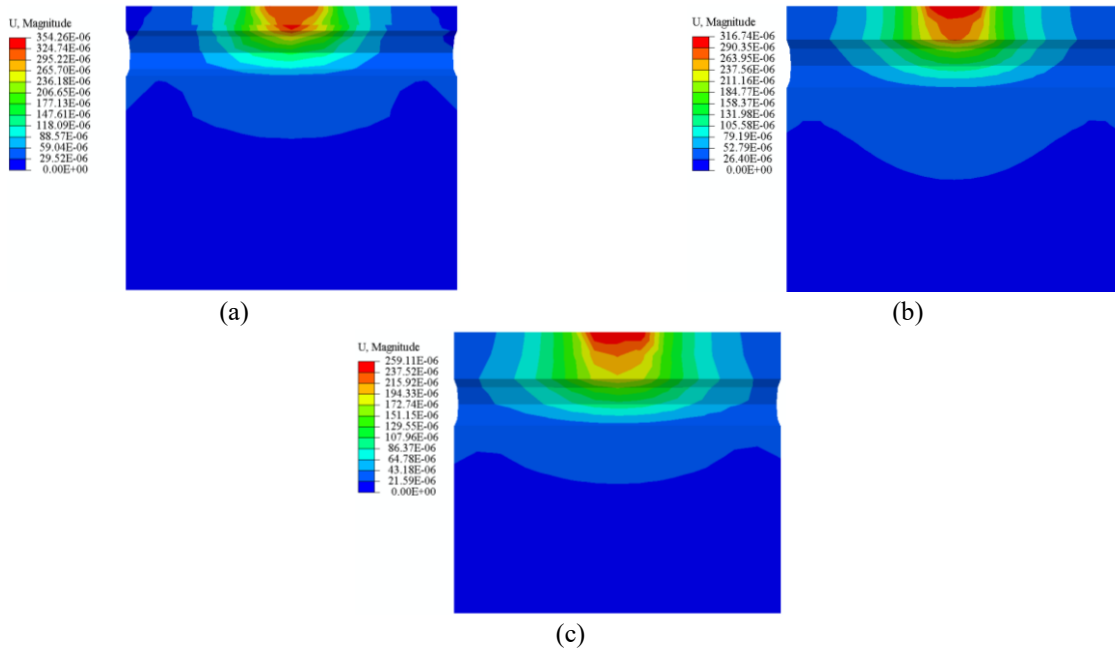 U, Magnitude
354.26E-06
324.74E-06
295.22E-06
265.70E-06
236.18E-06
206.65E-06
177.13E-06
147.61E-06
118.09E-06
88.57E-06
59.04E-06
29.52E-06
0.00E+00
(a)
U, Magnitude
316.74E-06
290.35E-06
263.95E-06
237.56E-06
211.16E-06
184.77E-06
158.37E-06
131.98E-06
105.58E-06
79.19E-06
52.79E-06
26.40E-06
0.00E+00
(b)
U, Magnitude
259.11E-06
237.52E-06
215.92E-06
194.33E-06
172.74E-06
151.15E-06
129.55E-06
107.96E-06
86.37E-06
64.78E-06
43.18E-06
21.59E-06
0.00E+00
(c)